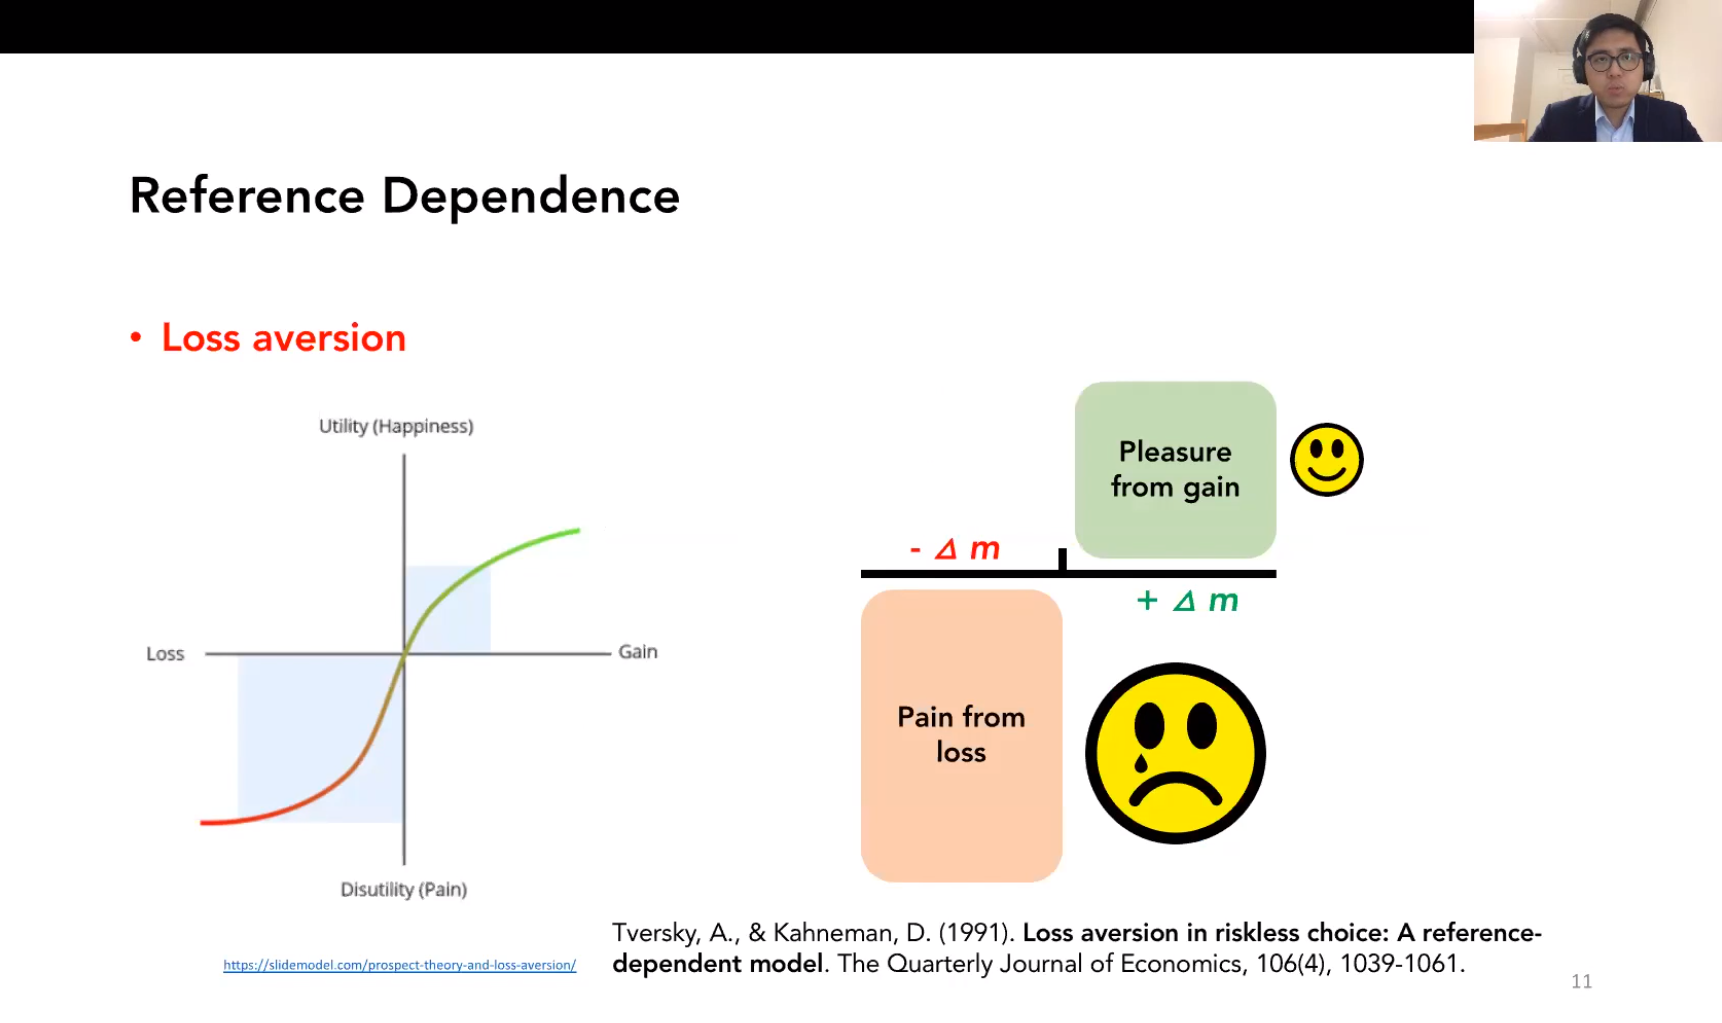 Reference Dependence
• Loss aversion
Utility (Happiness)
Loss
Gain
Disutility (Pain)
https://slidemodel.com/prospect-theory-and-loss-aversion/
Pleasure
from gain
- Δ m
+ Δ m
Pain from
loss
Tversky, A., & Kahneman, D. (1991). Loss aversion in riskless choice: A reference-
dependent model. The Quarterly Journal of Economics, 106(4), 1039-1061.
11